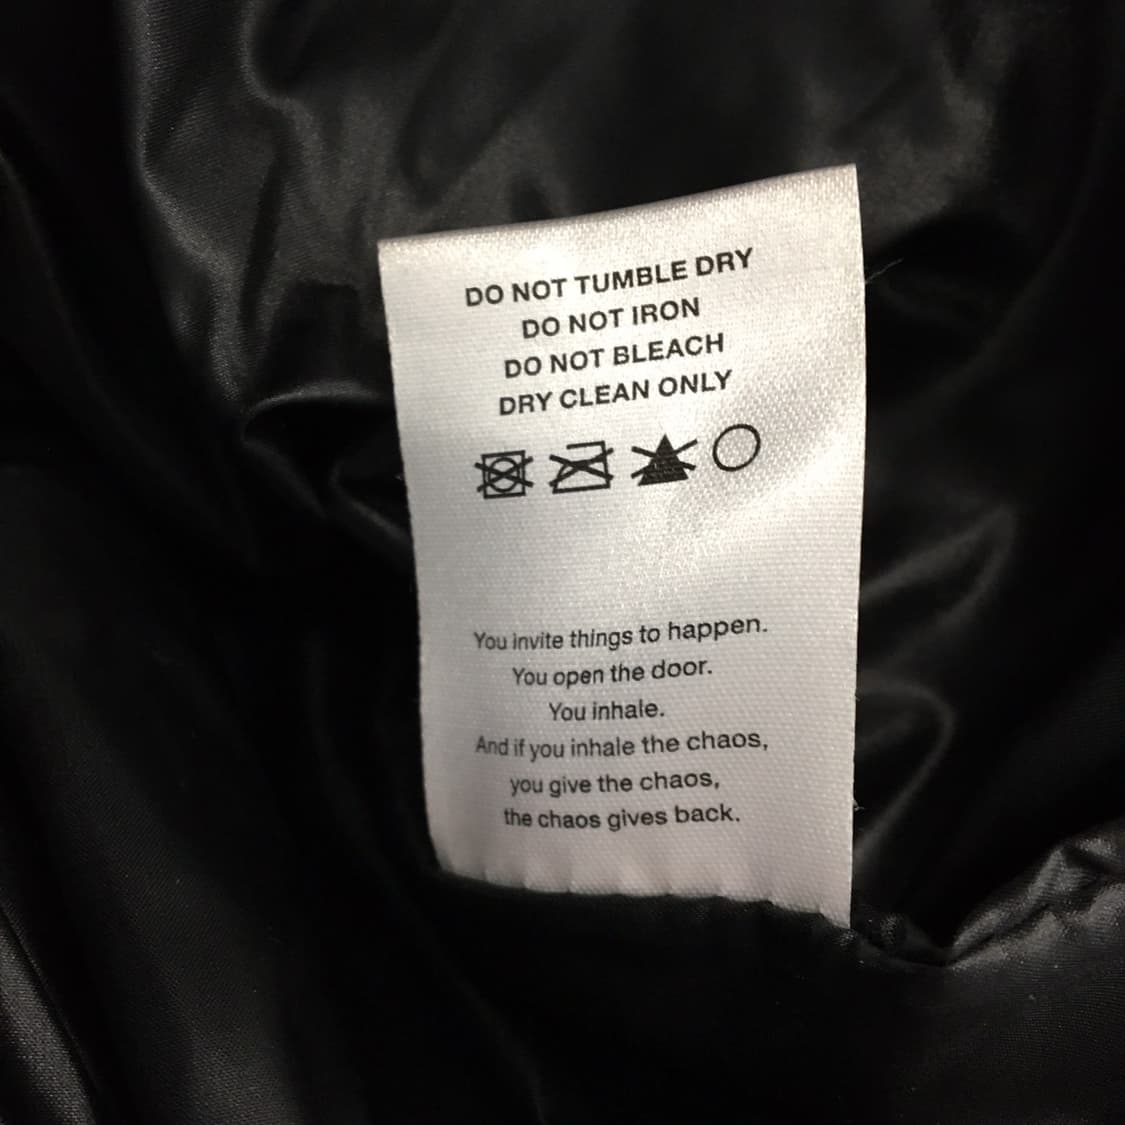 DO NOT TUMBLE DRY
DO NOT IRON
DO NOT BLEACH
DRY CLEAN ONLY
You invite things to happen.
You open the door.
You inhale.
And if you inhale the chaos,
you give the chaos,
the chaos gives back.